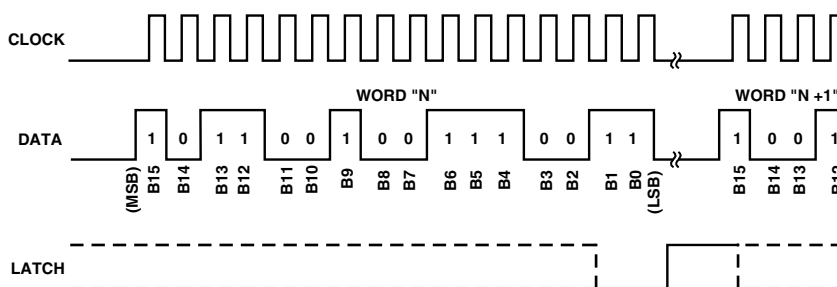 CLOCK
WORD "N"
WORD "N +1"
DATA
1 0 1 1 0 0 1 0 0 1 1 1 0 0 1 1 1 0 0 1
(MSB) B15 B14 B13 B12 B11 B10 B9 B8 B7 B6 B5 B4 B3 B2 B1 B0 (LSB) B15 B14 B13 B12
LATCH